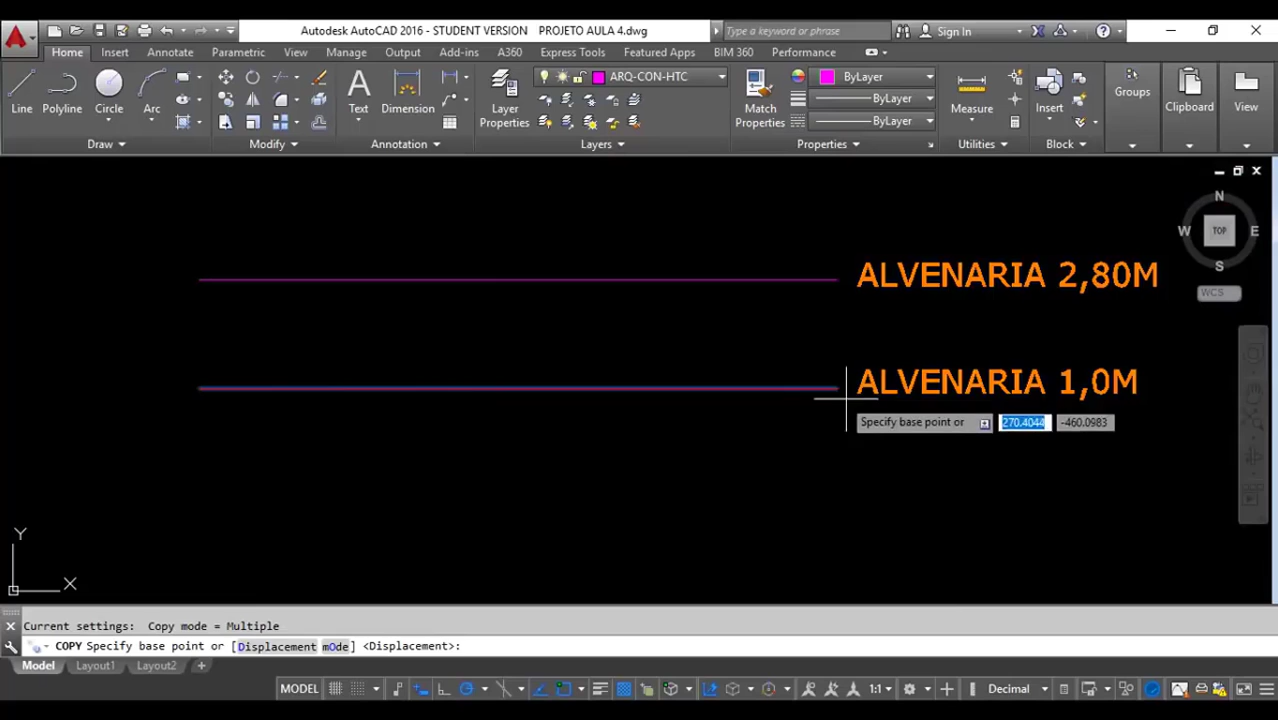 Autodesk AutoCAD 2016 - STUDENT VERSION PROJETO AULA 4.dwg
Type a keyword or phrase
Sign In
Home Insert Annotate Parametric View Manage Output Add-ins A360 Express Tools Featured Apps BIM 360 Performance
ARQ-CON-HTC
ByLayer
ByLayer
ByLayer
Line Polyline Circle Arc Text Dimension Layer Properties Match Properties Measure Insert Groups Clipboard View
Draw Modify Annotation Layers Properties Utilities Block
N
W TOP E
S
WCS
ALVENARIA 2,80M
ALVENARIA 1,0M
Specify base point or 270.4044 -460.0983
Y
X
Current settings: Copy mode = Multiple
COPY Specify base point or [Displacement mOde] <Displacement>:
Model Layout1 Layout2 +
MODEL 1:1 Decimal